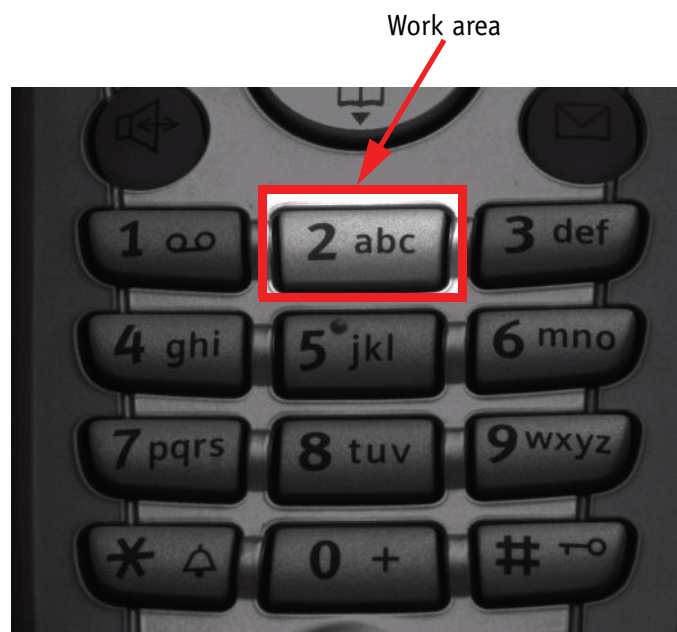 Work area
1
2 abc
3 def
4 ghi
5 jkl
6 mno
7 pqrs
8 tuv
9 wxyz
*
0 +
#